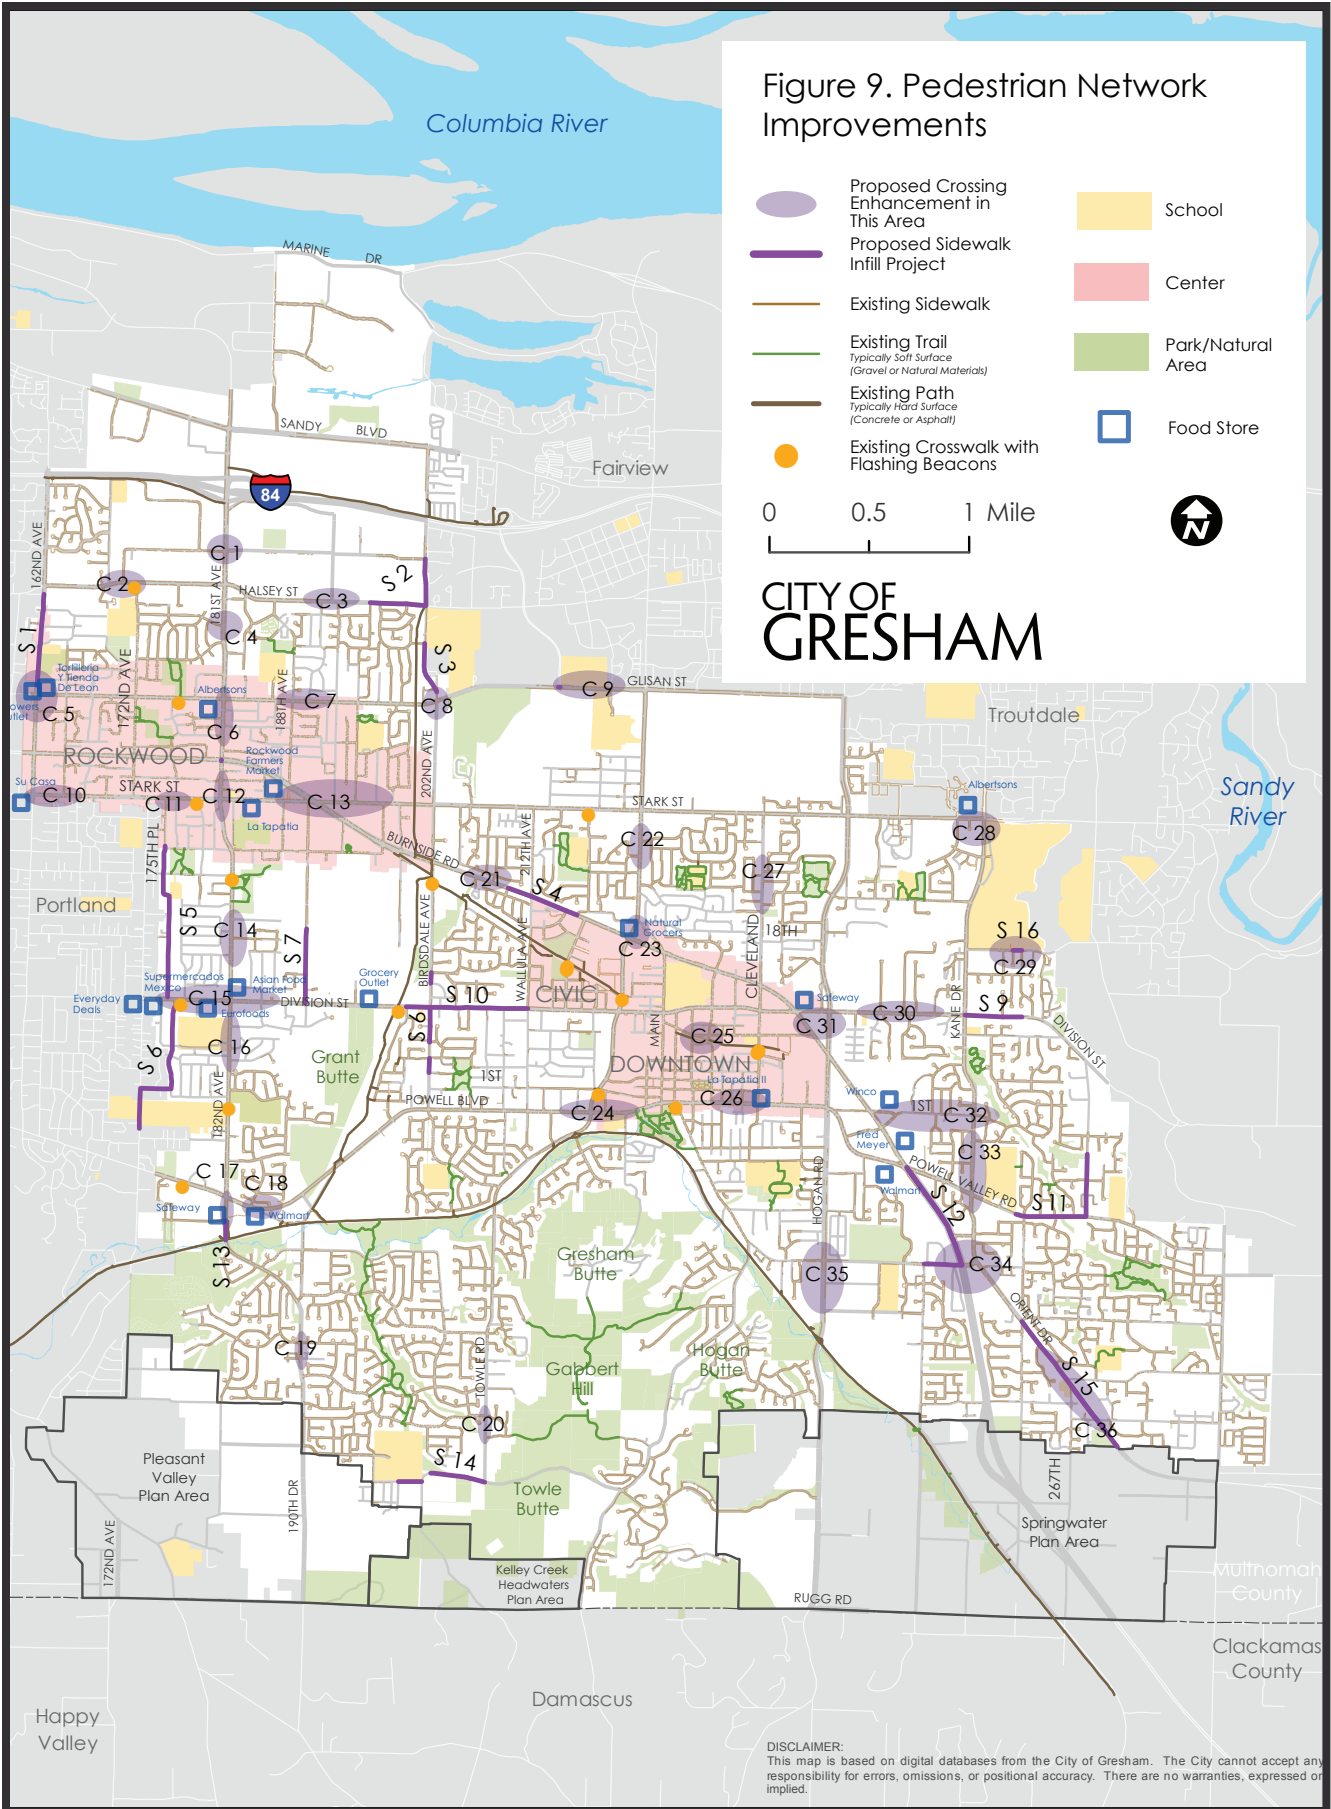 Figure 9. Pedestrian Network
Improvements
Proposed Crossing
Enhancement in
This Area
Proposed Sidewalk
Infill Project
Existing Sidewalk
Existing Trail
Typically Soft Surface
(Gravel or Natural Materials)
Existing Path
Typically Hard Surface
(Concrete or Asphalt)
Existing Crosswalk with
Flashing Beacons
School
Center
Park/Natural
Area
Food Store
0 0.5 1 Mile
N
CITY OF
GRESHAM
Columbia River
MARINE DR
SANDY BLVD
Fairview
84
162ND AVE
C 1
C 2
181ST AVE
HALSEY ST
C 3
S 2
S 1
C 4
S 3
Tortilleria
Y Tienda
De Leon
172ND AVE
Albertsons
188TH AVE
C 7
C 8
C 9
GLISAN ST
Troutdale
C 5
C 6
ROCKWOOD
Rockwood
Farmers
Market
202ND AVE
Su Casa
C 10
STARK ST
C 11
C 12
C 13
La Tapatia
STARK ST
Albertsons
Sandy
River
C 28
175TH PL
BURNSIDE RD
212TH AVE
C 22
C 21
S 4
C 27
Portland
S 5
C 14
S 7
BIRDSDALE AVE
WALLULA AVE
Natural
Grocers
C 23
CLEVELAND
18TH
S 16
C 29
Supermercados
Mexico
Asian Food
Market
Grocery
Outlet
Everyday
Deals
C 15
Eurofoods
DIVISION ST
S 10
CIVIC
Safeway
C 30
C 31
KANE DR
S 9
DIVISION ST
S 6
C 16
S 6
MAIN
C 25
DOWNTOWN
Grant
Butte
1ST
La Tapatia II
C 26
182ND AVE
POWELL BLVD
C 24
Winco
1ST
C 32
Fred
Meyer
C 33
C 17
C 18
Safeway
Walmart
S 13
HOGAN RD
Walmart
POWELL VALLEY RD
S 12
S 11
Gresham
Butte
C 35
C 34
ORIENT DR
C 19
TOWLE RD
Gabbert
Hill
Hogan
Butte
S 15
C 20
C 36
S 14
Pleasant
Valley
Plan Area
190TH DR
Towle
Butte
267TH
Springwater
Plan Area
172ND AVE
Kelley Creek
Headwaters
Plan Area
RUGG RD
Multnomah
County
Clackamas
County
Damascus
Happy
Valley
DISCLAIMER:
This map is based on digital databases from the City of Gresham. The City cannot accept any
responsibility for errors, omissions, or positional accuracy. There are no warranties, expressed or
implied.